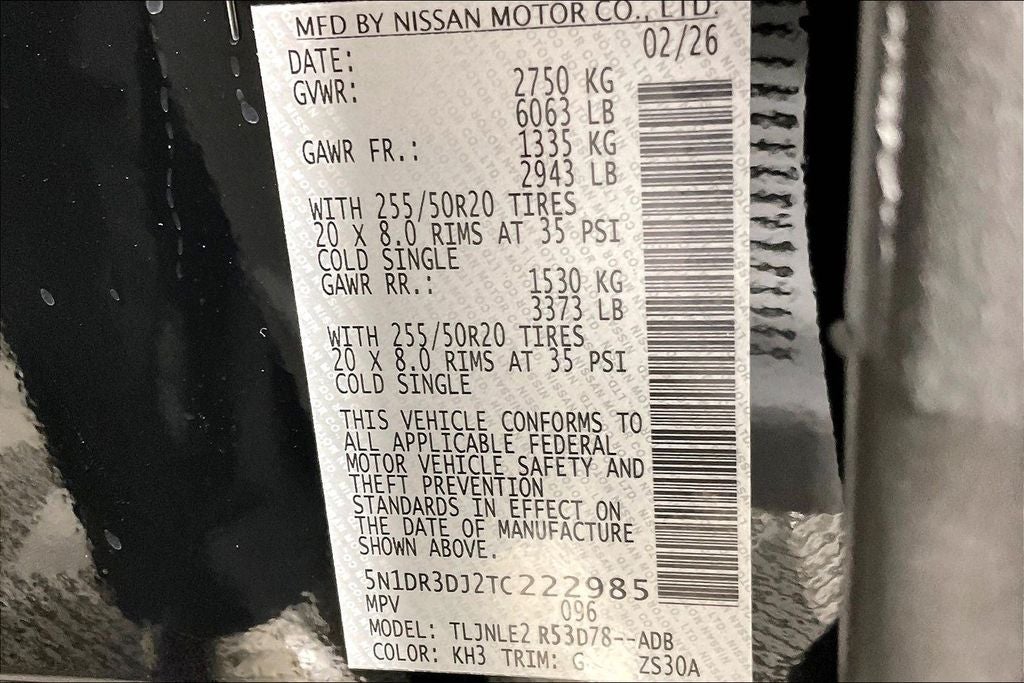 MFD BY NISSAN MOTOR CO., LTD.
DATE: 02/26
GVWR: 2750 KG
6063 LB
GAWR FR.: 1335 KG
2943 LB
WITH 255/50R20 TIRES
20 X 8.0 RIMS AT 35 PSI
COLD SINGLE
GAWR RR.: 1530 KG
3373 LB
WITH 255/50R20 TIRES
20 X 8.0 RIMS AT 35 PSI
COLD SINGLE
THIS VEHICLE CONFORMS TO
ALL APPLICABLE FEDERAL
MOTOR VEHICLE SAFETY AND
THEFT PREVENTION
STANDARDS IN EFFECT ON
THE DATE OF MANUFACTURE
SHOWN ABOVE.
5N1DR3DJ2TC222985
MPV 096
MODEL: TLJNLE2 R53D78--ADB
COLOR: KH3 TRIM: G ZS30A